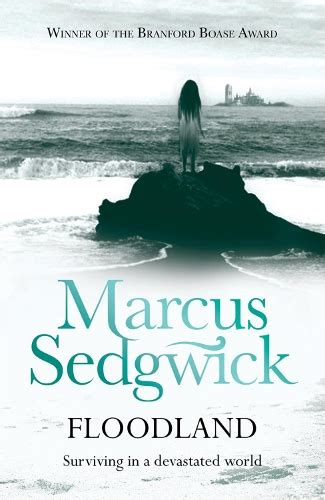 Winner of the Branford Boase Award
Marcus
Sedgwick
FLOODLAND
Surviving in a devastated world